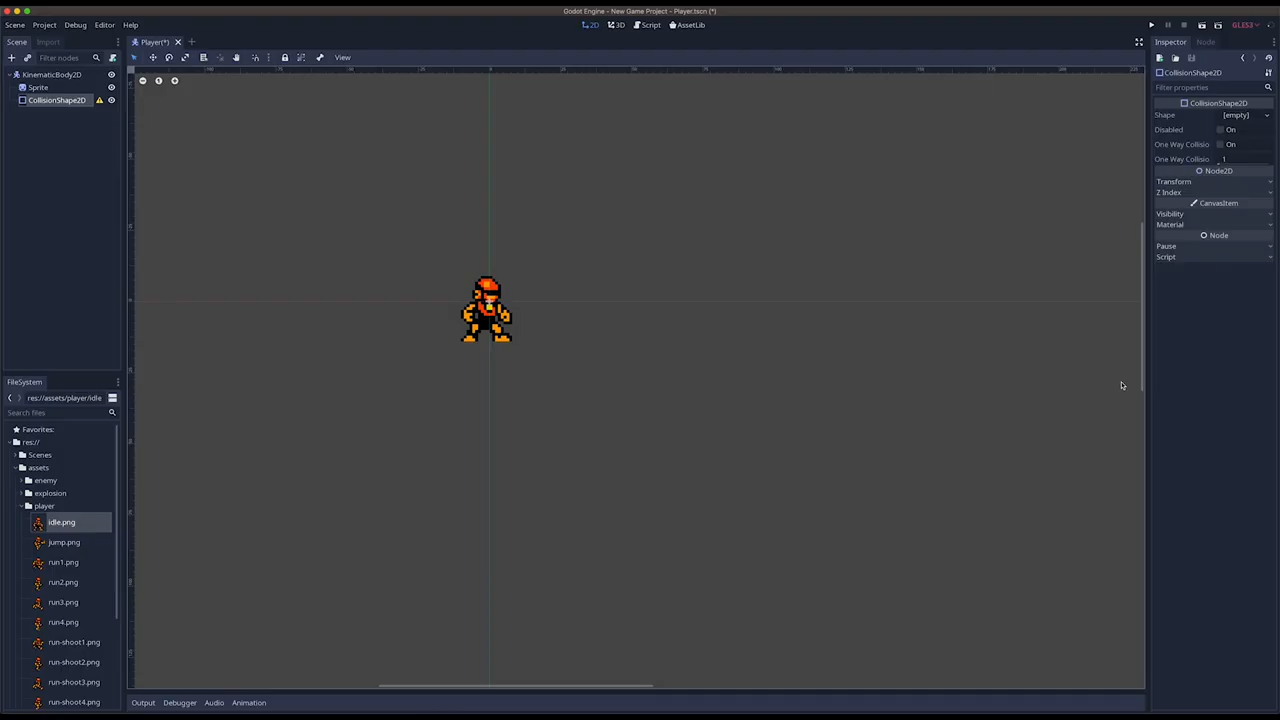 Godot Engine - New Game Project - Player.tscn (*)
Scene Project Debug Editor Help
2D 3D Script AssetLib
GLES3
Scene Import
Player(*)
Inspector Node
Filter nodes
View
KinematicBody2D
Sprite
CollisionShape2D
CollisionShape2D
Filter properties
CollisionShape2D
Shape [empty]
Disabled On
One Way Collisio On
One Way Collisio 1
Node2D
Transform
Z Index
CanvasItem
Visibility
Material
Node
Pause
Script
FileSystem
res://assets/player/idle
Search files
Favorites:
res://
Scenes
assets
enemy
explosion
player
idle.png
jump.png
run1.png
run2.png
run3.png
run4.png
run-shoot1.png
run-shoot2.png
run-shoot3.png
run-shoot4.png
Output Debugger Audio Animation